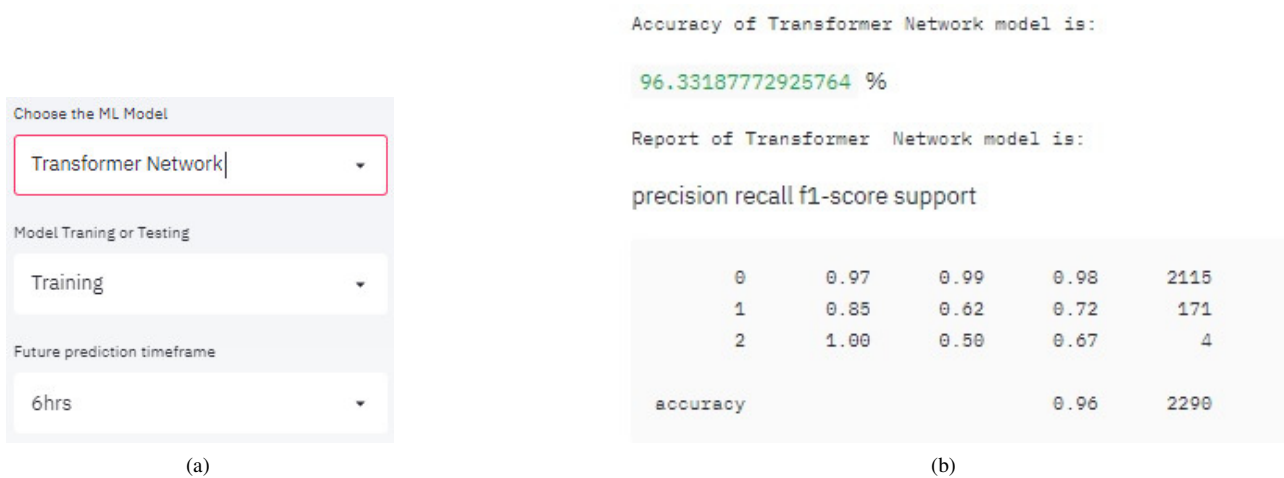 Choose the ML Model
Transformer Network
Model Traning or Testing
Training
Future prediction timeframe
6hrs
(a)
Accuracy of Transformer Network model is:
96.33187772925764 %
Report of Transformer Network model is:
precision recall f1-score support
0 0.97 0.99 0.98 2115
1 0.85 0.62 0.72 171
2 1.00 0.50 0.67 4
accuracy 0.96 2290
(b)